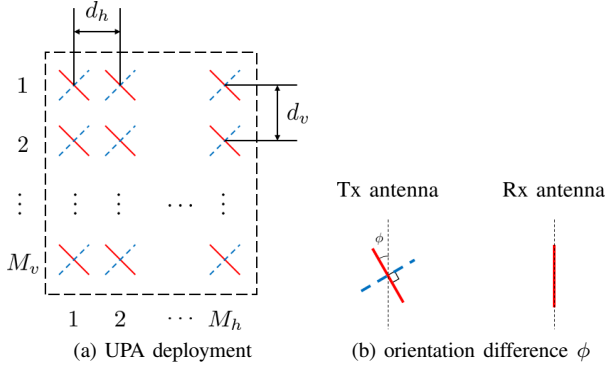 d_h
1
d_v
2
⋮ ⋮ ⋮ ⋯ ⋮
M_v
1 2 ⋯ M_h
(a) UPA deployment
Tx antenna Rx antenna
ϕ
(b) orientation difference ϕ